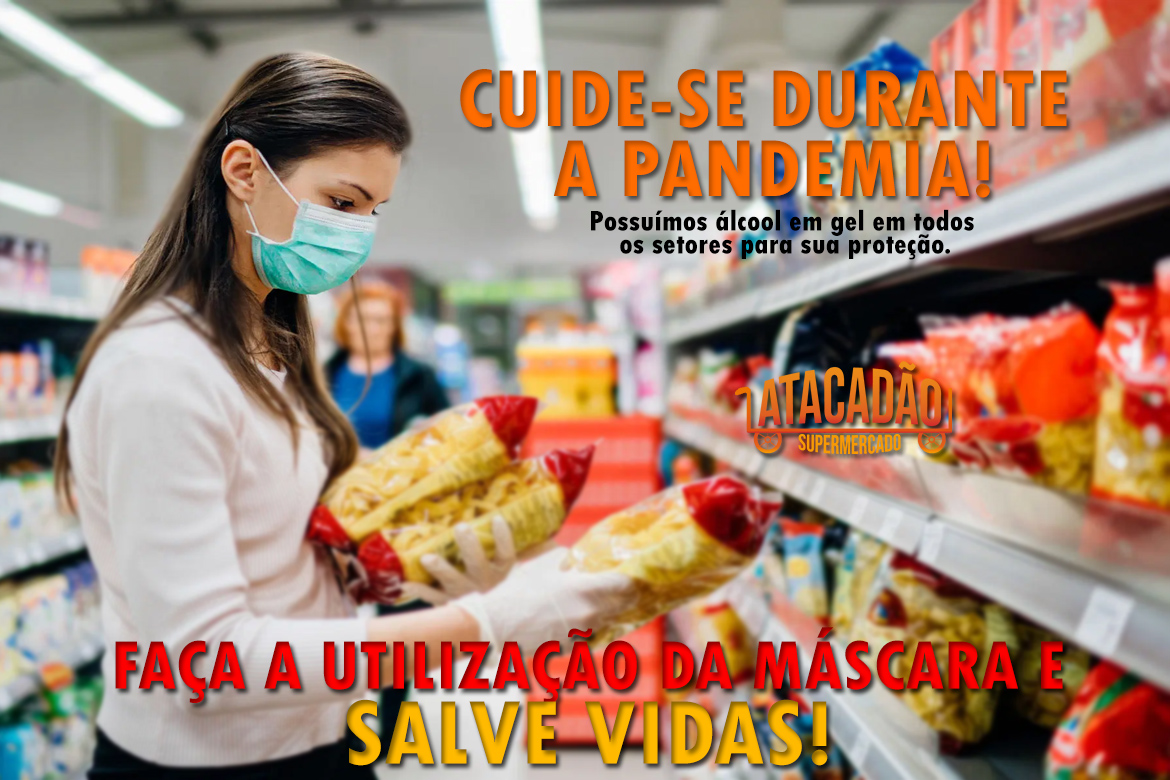 CUIDE-SE DURANTE
A PANDEMIA!
Possuímos álcool em gel em todos
os setores para sua proteção.
ATACADÃO
SUPERMERCADO
FAÇA A UTILIZAÇÃO DA MÁSCARA E
SALVE VIDAS!